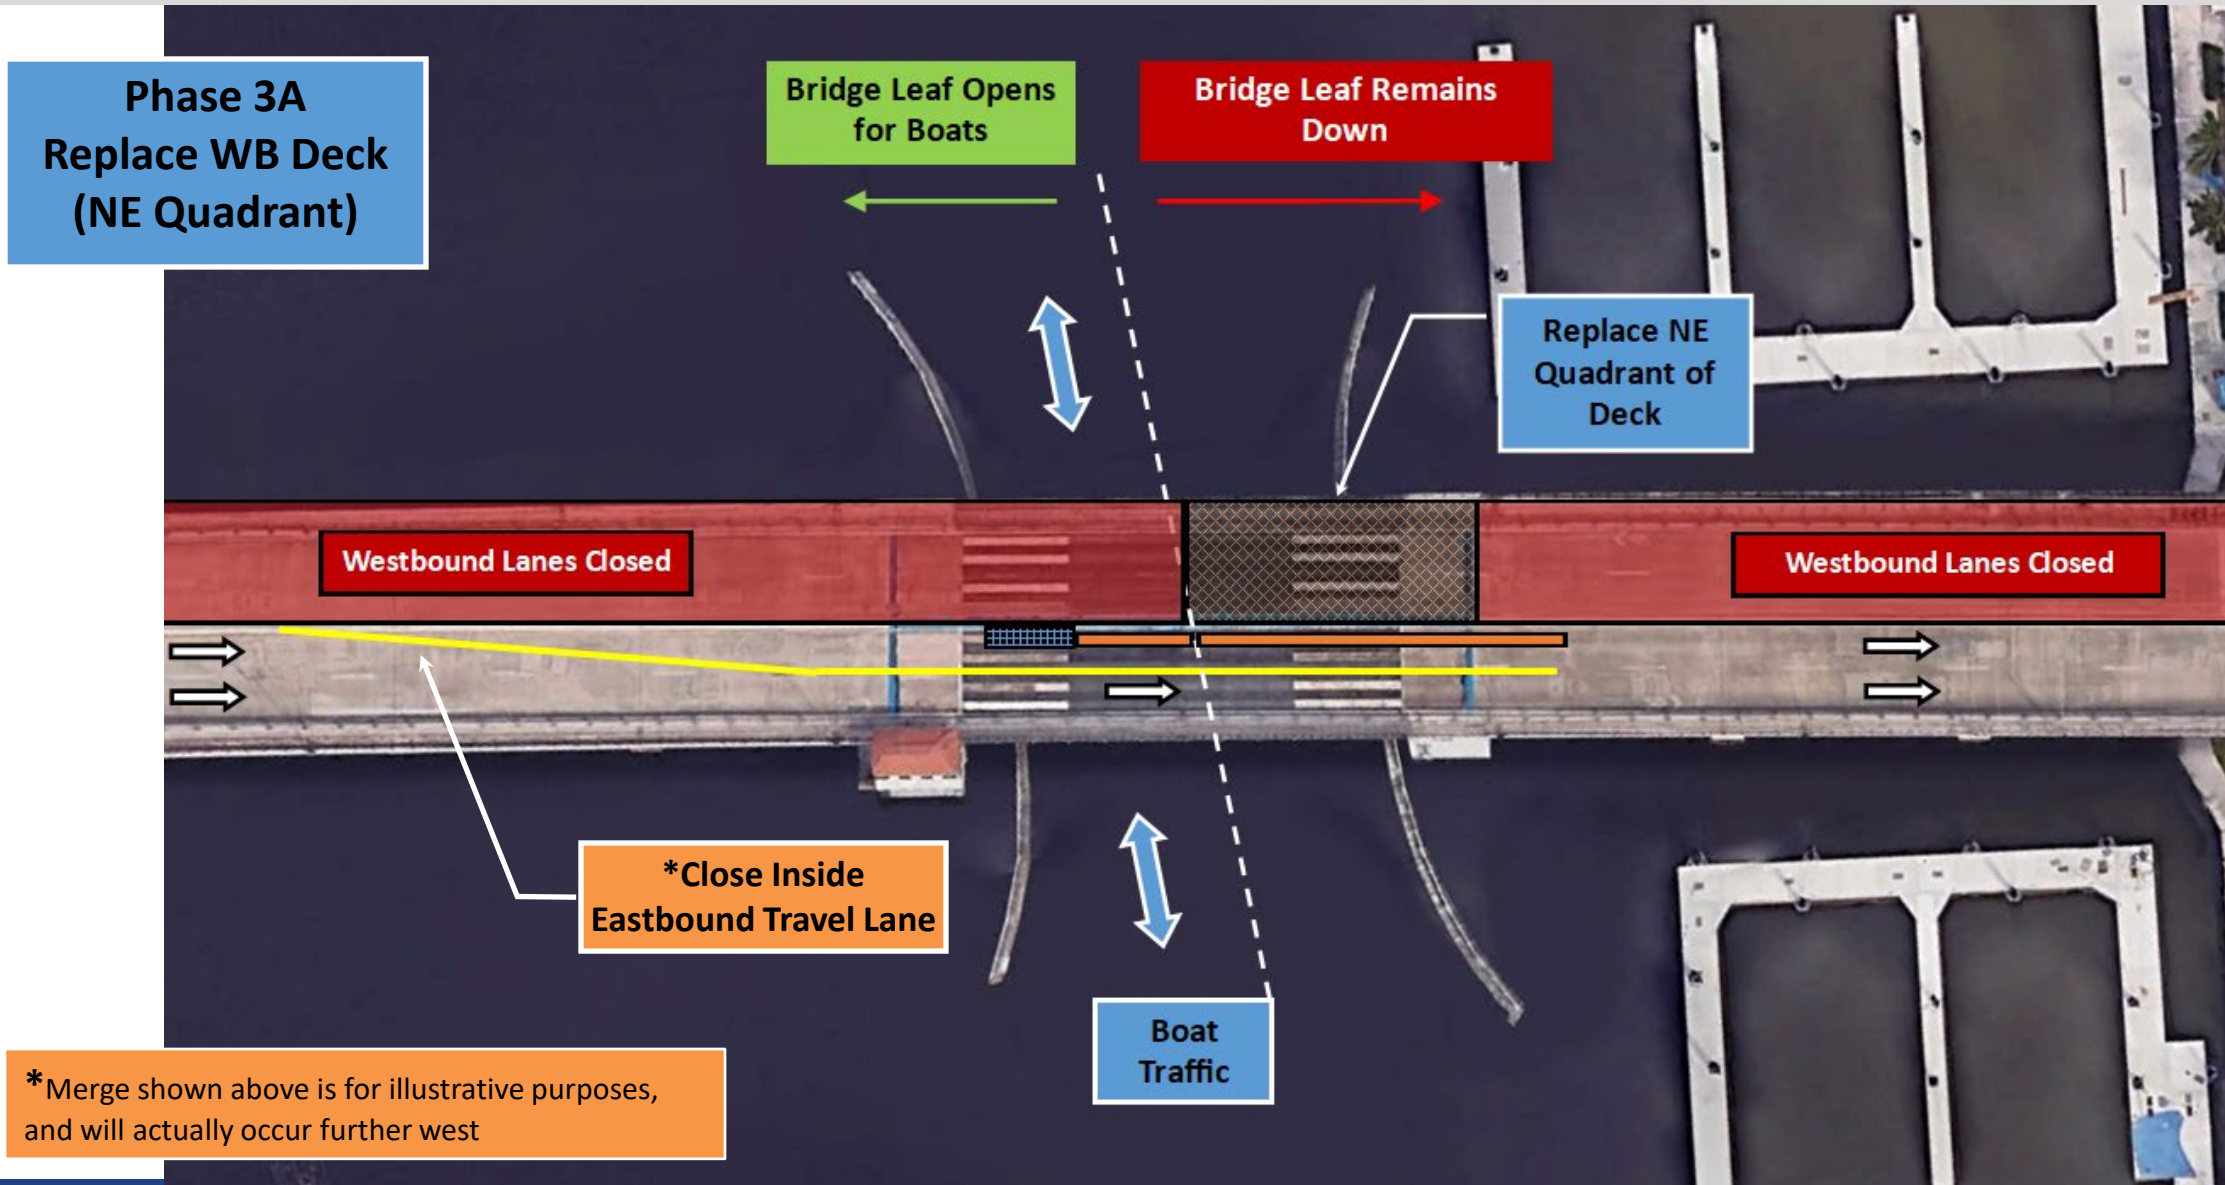 Phase 3A
Replace WB Deck
(NE Quadrant)
Bridge Leaf Opens
for Boats
Bridge Leaf Remains
Down
Replace NE
Quadrant of
Deck
Westbound Lanes Closed
Westbound Lanes Closed
*Close Inside
Eastbound Travel Lane
Boat
Traffic
*Merge shown above is for illustrative purposes,
and will actually occur further west